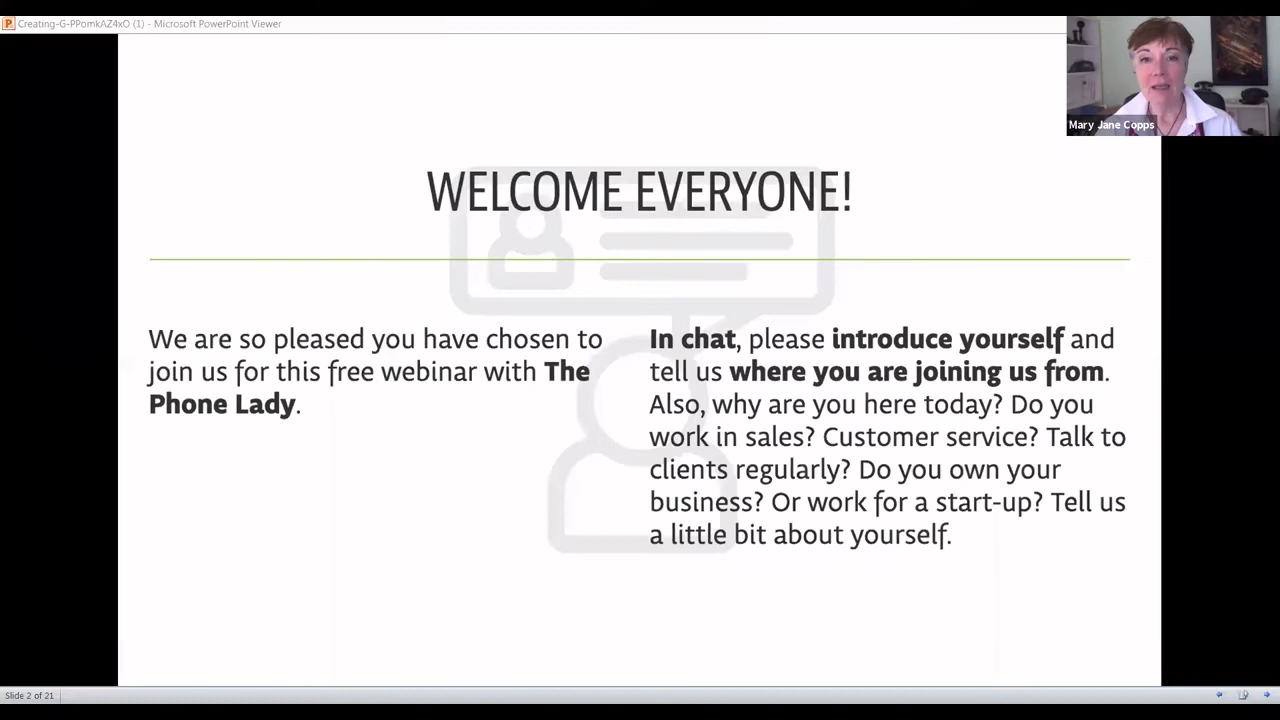 Creating-G-PPomkAZ4xO (1) - Microsoft PowerPoint Viewer
Mary Jane Copps
WELCOME EVERYONE!
We are so pleased you have chosen to
join us for this free webinar with The
Phone Lady.
In chat, please introduce yourself and
tell us where you are joining us from.
Also, why are you here today? Do you
work in sales? Customer service? Talk to
clients regularly? Do you own your
business? Or work for a start-up? Tell us
a little bit about yourself.
Slide 2 of 21